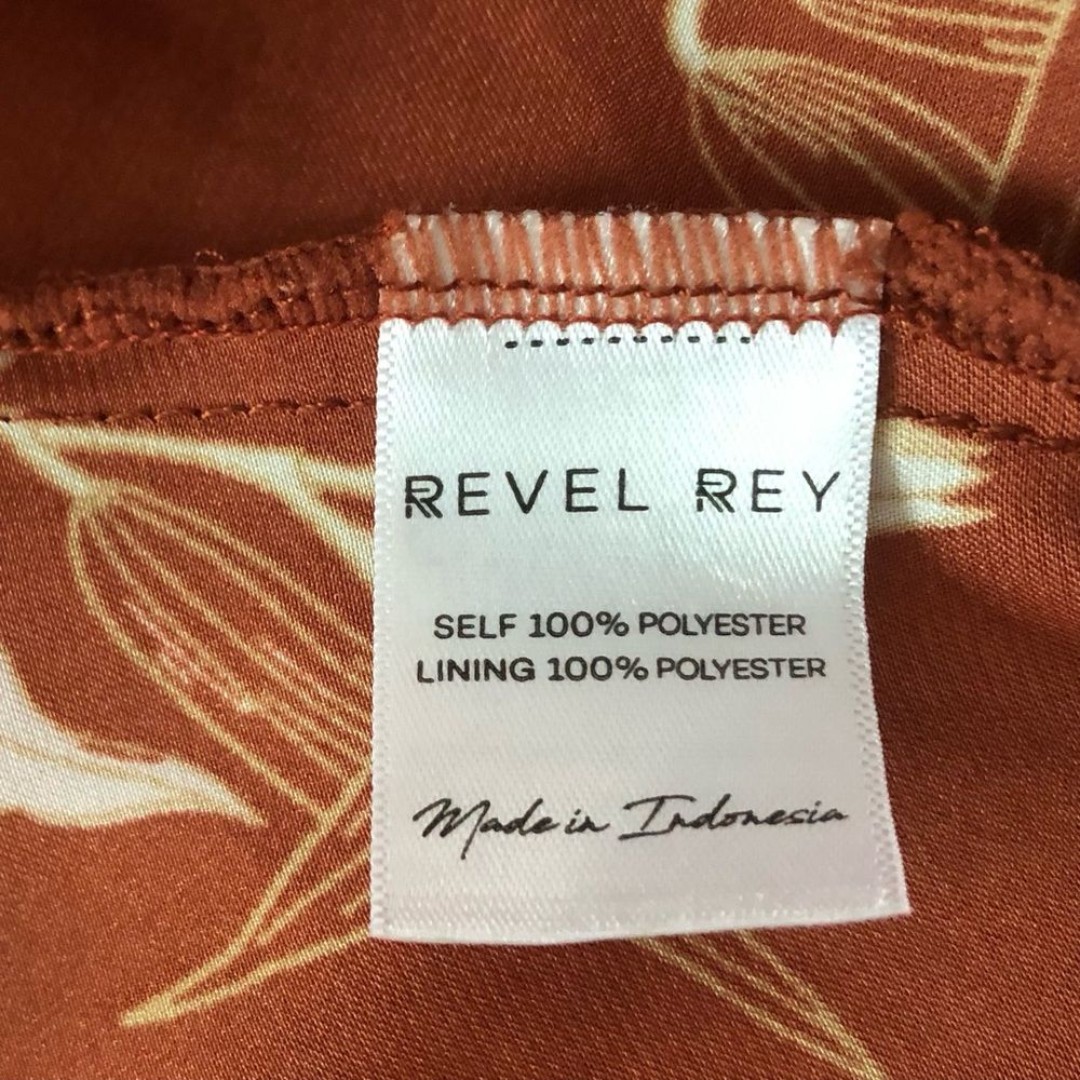 REVEL REY
SELF 100% POLYESTER
LINING 100% POLYESTER
Made in Indonesia